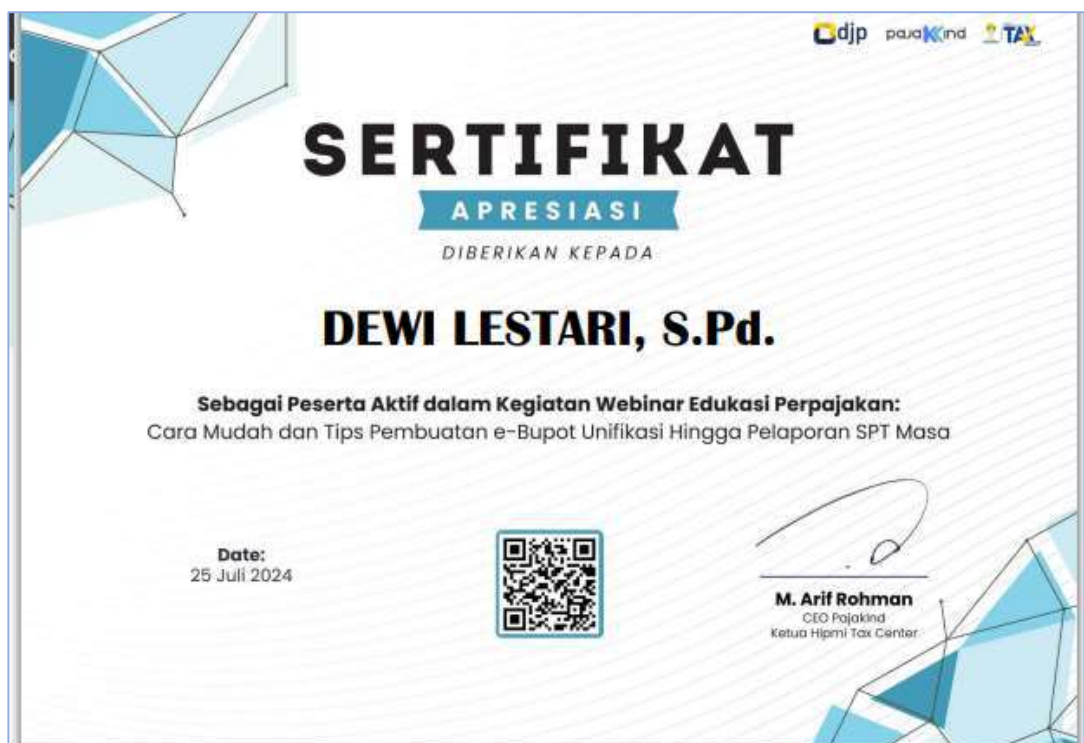 djp pajakkind TAX
SERTIFIKAT
APRESIASI
DIBERIKAN KEPADA
DEWI LESTARI, S.Pd.
Sebagai Peserta Aktif dalam Kegiatan Webinar Edukasi Perpajakan:
Cara Mudah dan Tips Pembuatan e-Bupot Unifikasi Hingga Pelaporan SPT Masa
Date:
25 Juli 2024
M. Arif Rohman
CEO Pajakind
Ketua Hipmi Tax Center